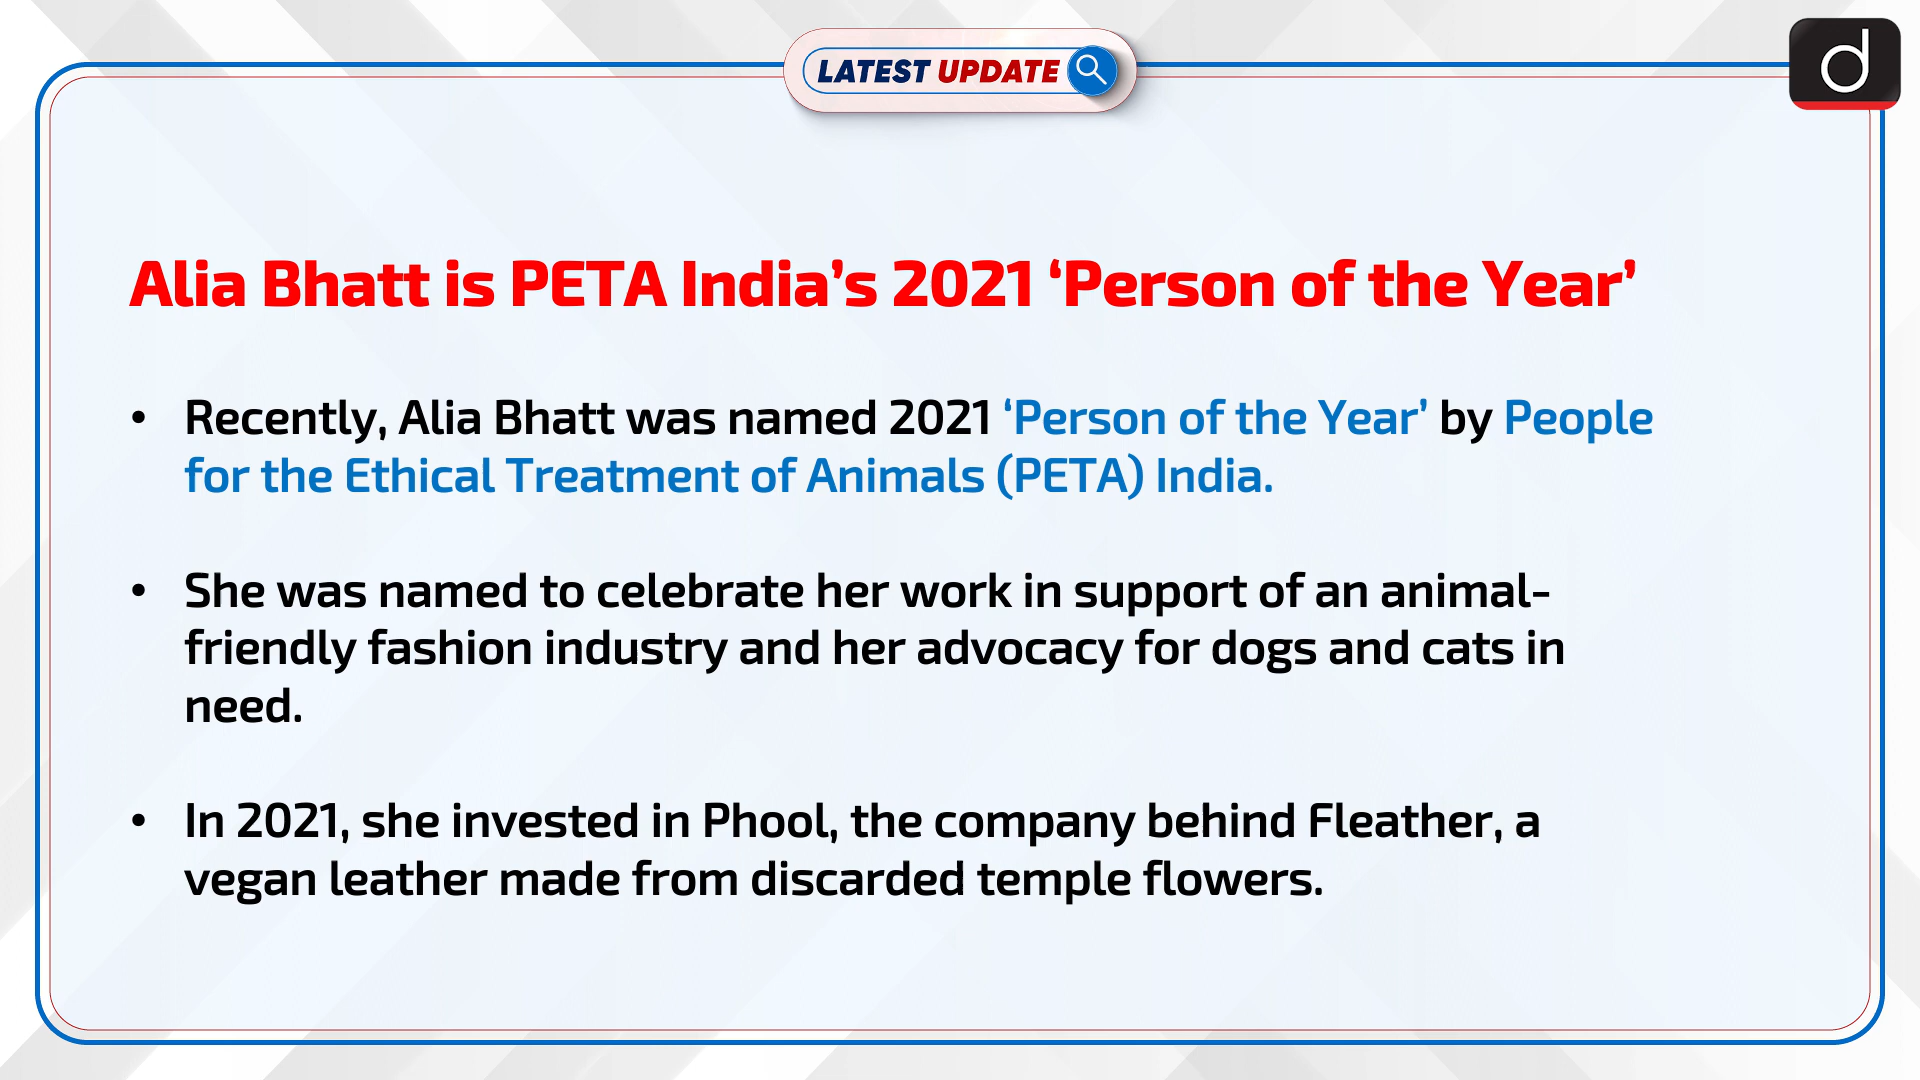 LATEST UPDATE
d
Alia Bhatt is PETA India’s 2021 ‘Person of the Year’
• Recently, Alia Bhatt was named 2021 ‘Person of the Year’ by People
for the Ethical Treatment of Animals (PETA) India.
• She was named to celebrate her work in support of an animal-
friendly fashion industry and her advocacy for dogs and cats in
need.
• In 2021, she invested in Phool, the company behind Fleather, a
vegan leather made from discarded temple flowers.